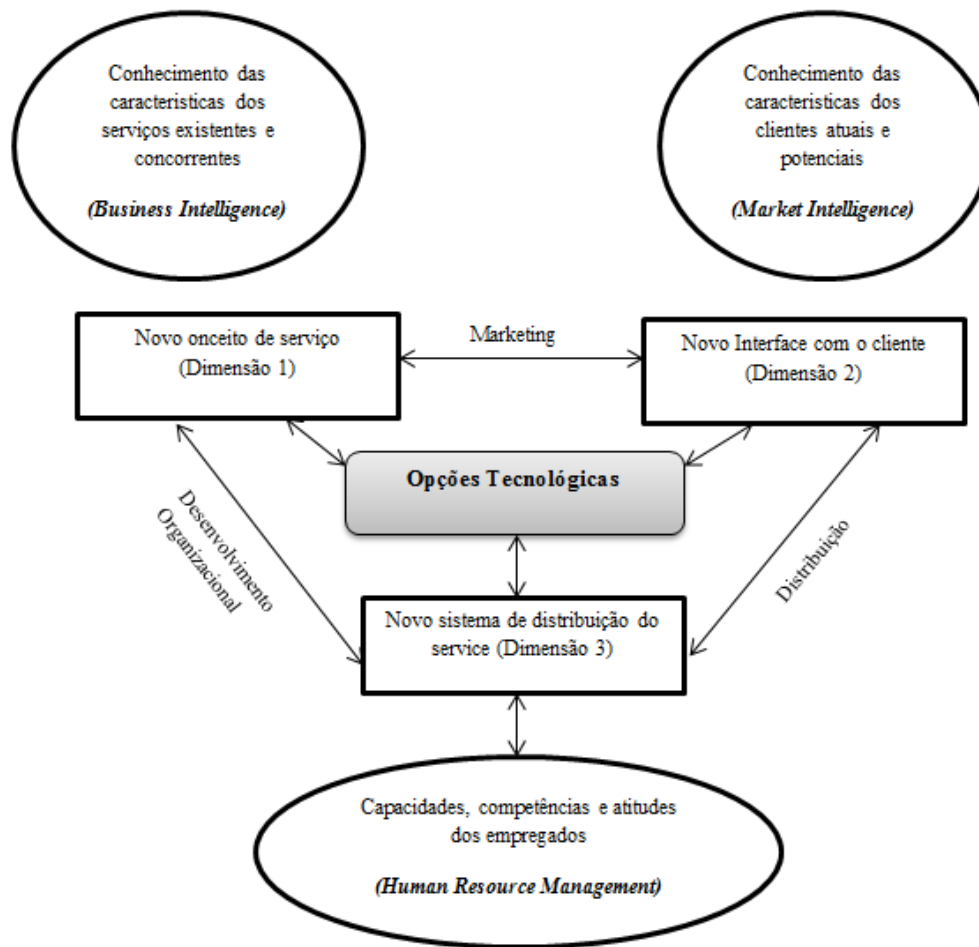 Conhecimento das
caracteristicas dos
serviços existentes e
concorrentes
(Business Intelligence)
Conhecimento das
caracteristicas dos
clientes atuais e
potenciais
(Market Intelligence)
Novo onceito de serviço
(Dimensão 1)
Marketing
Novo Interface com o cliente
(Dimensão 2)
Opções Tecnológicas
Desenvolvimento
Organizacional
Distribuição
Novo sistema de distribuição do
service (Dimensão 3)
Capacidades, competências e atitudes
dos empregados
(Human Resource Management)